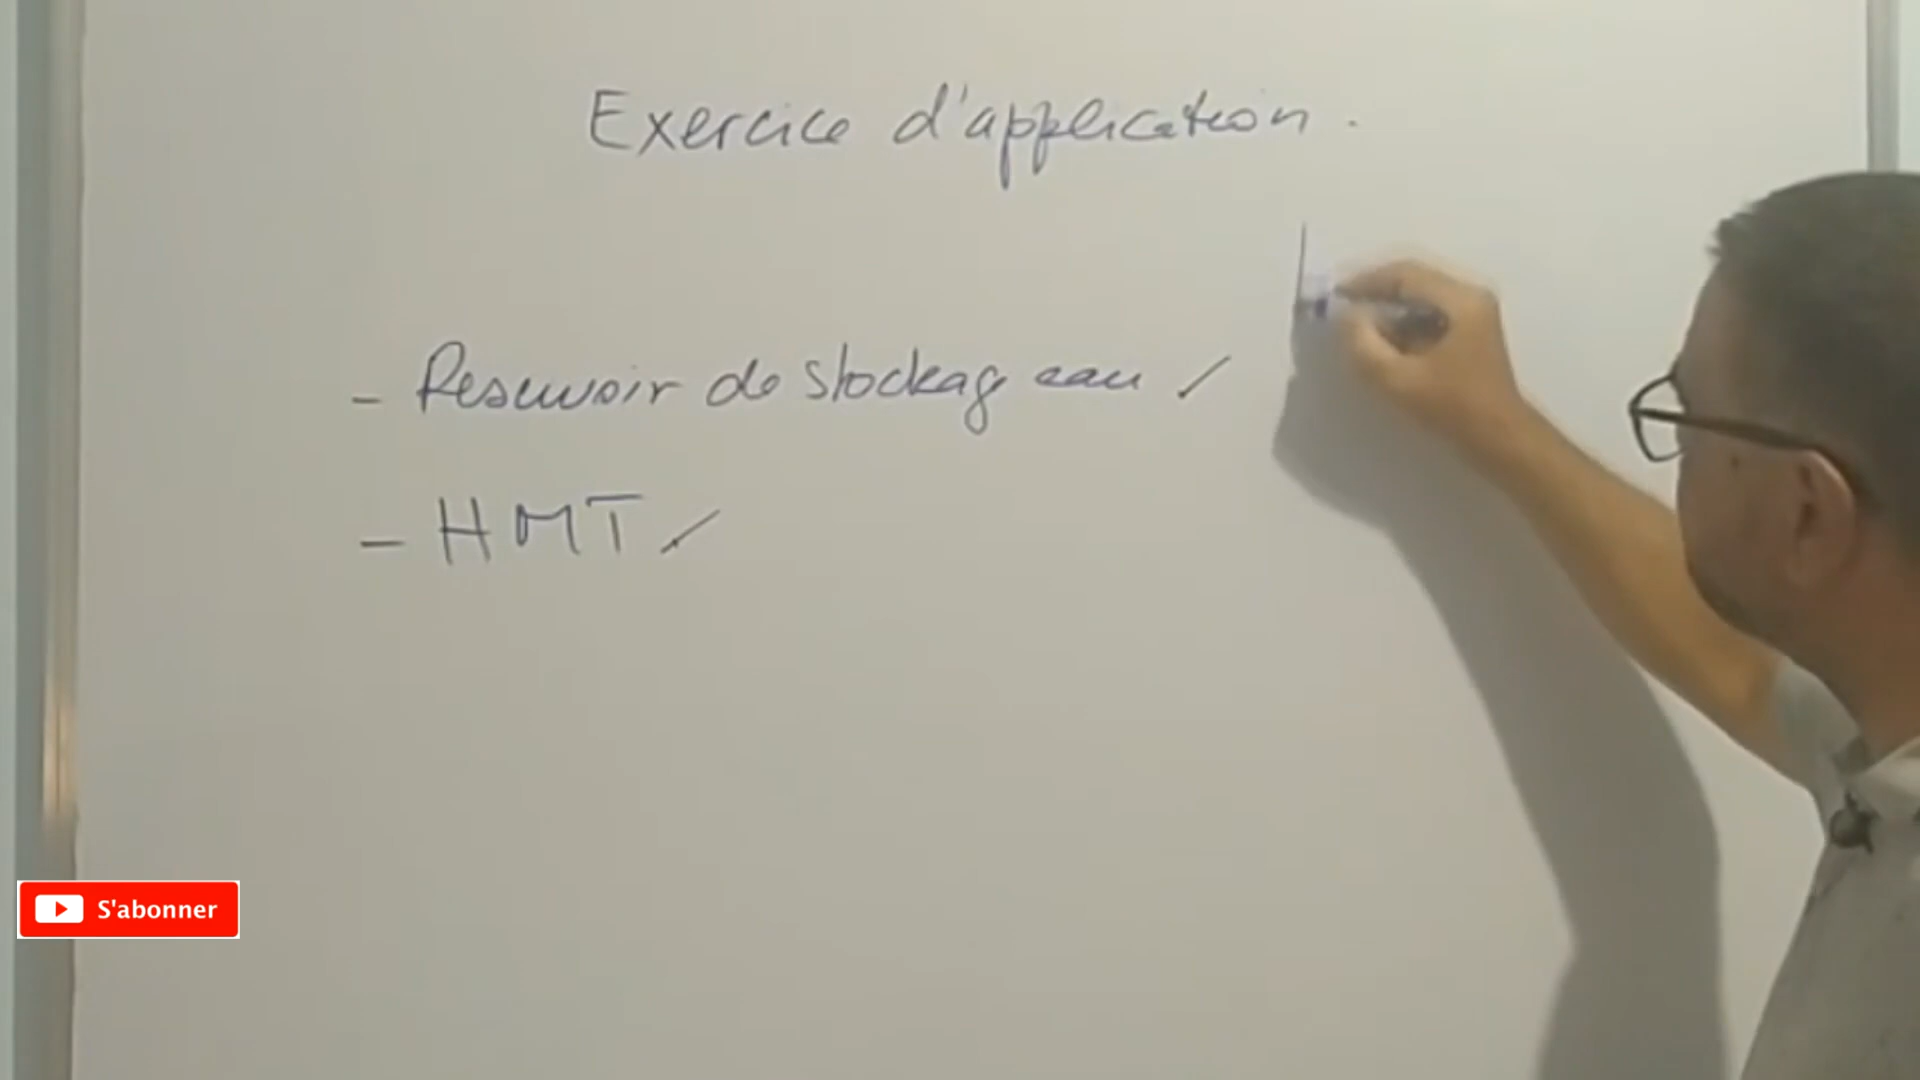 Exercice d'application.
- Reservoir de stockage eau
- HMT
S'abonner